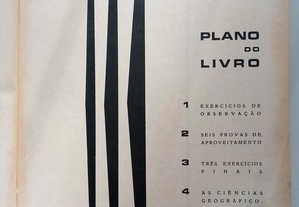 PLANO
DO
LIVRO
1 EXERCÍCIOS DE
OBSERVAÇÃO
2 SEIS PROVAS DE
APROVEITAMENTO
3 TRÊS EXERCÍCIOS
FINAIS
4 AS CIÊNCIAS
GEOGRÁFICO-